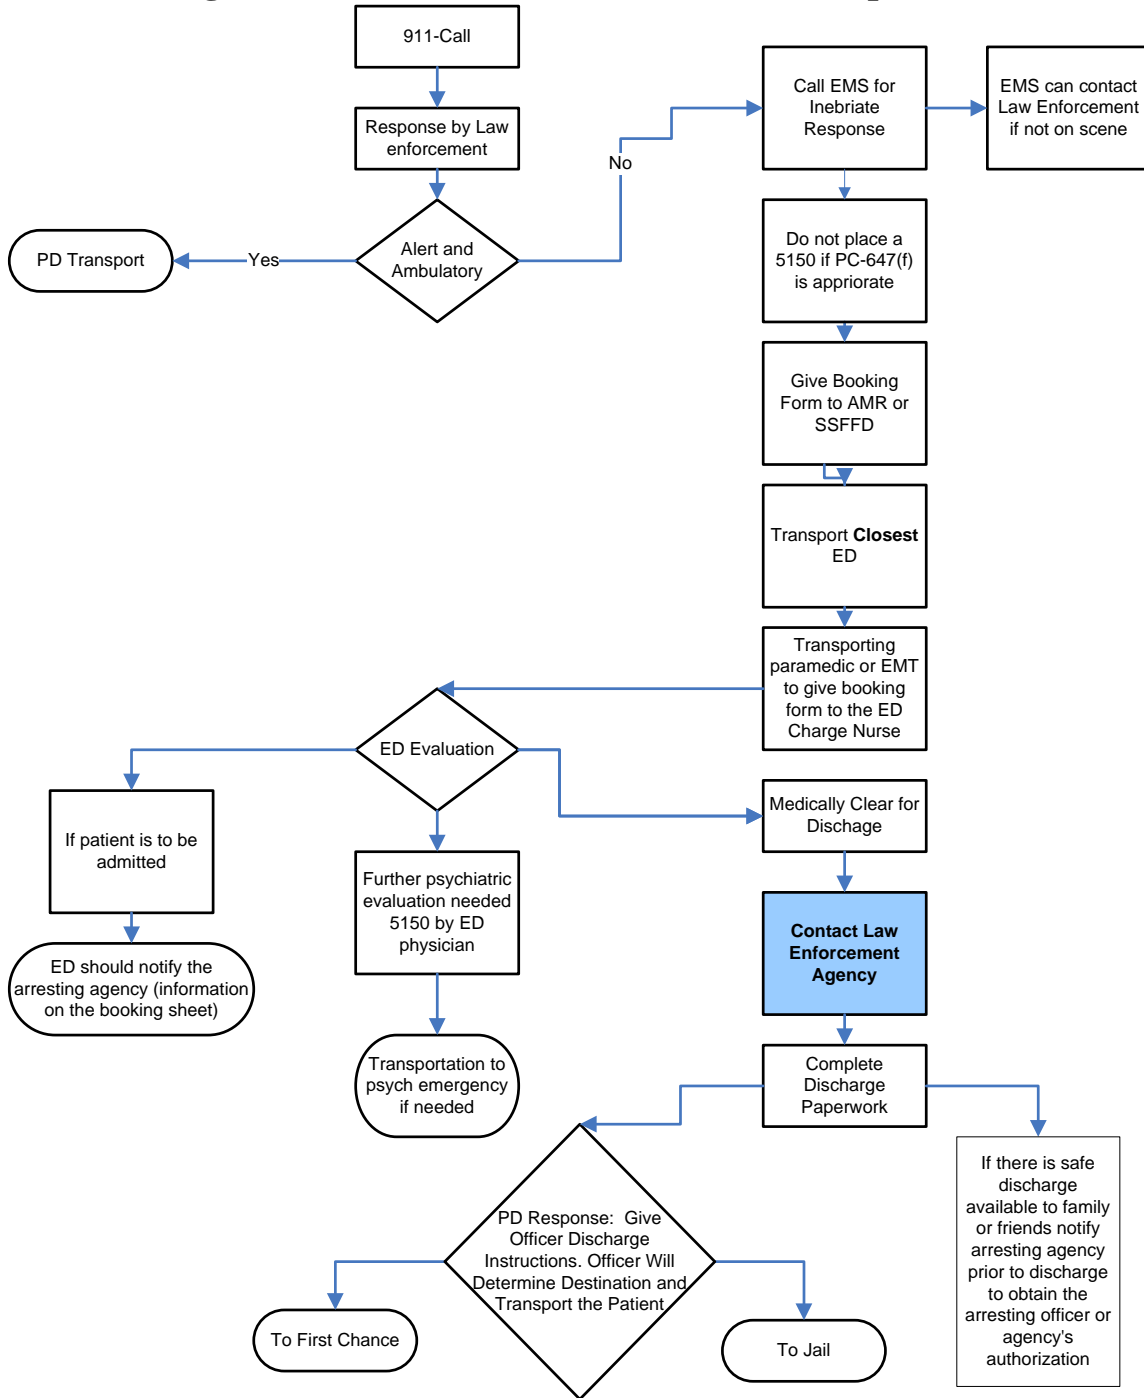 911-Call
Response by Law
enforcement
Alert and
Ambulatory
Yes
PD Transport
No
Call EMS for
Inebriate
Response
EMS can contact
Law Enforcement
if not on scene
Do not place a
5150 if PC-647(f)
is appriorate
Give Booking
Form to AMR or
SSFFD
Transport Closest
ED
Transporting
paramedic or EMT
to give booking
form to the ED
Charge Nurse
ED Evaluation
If patient is to be
admitted
ED should notify the
arresting agency (information
on the booking sheet)
Further psychiatric
evaluation needed
5150 by ED
physician
Transportation to
psych emergency
if needed
Medically Clear for
Dischage
Contact Law
Enforcement
Agency
Complete
Discharge
Paperwork
PD Response:  Give
Officer Discharge
Instructions. Officer Will
Determine Destination and
Transport the Patient
To First Chance
To Jail
If there is safe
discharge
available to family
or friends notify
arresting agency
prior to discharge
to obtain the
arresting officer or
agency's
authorization